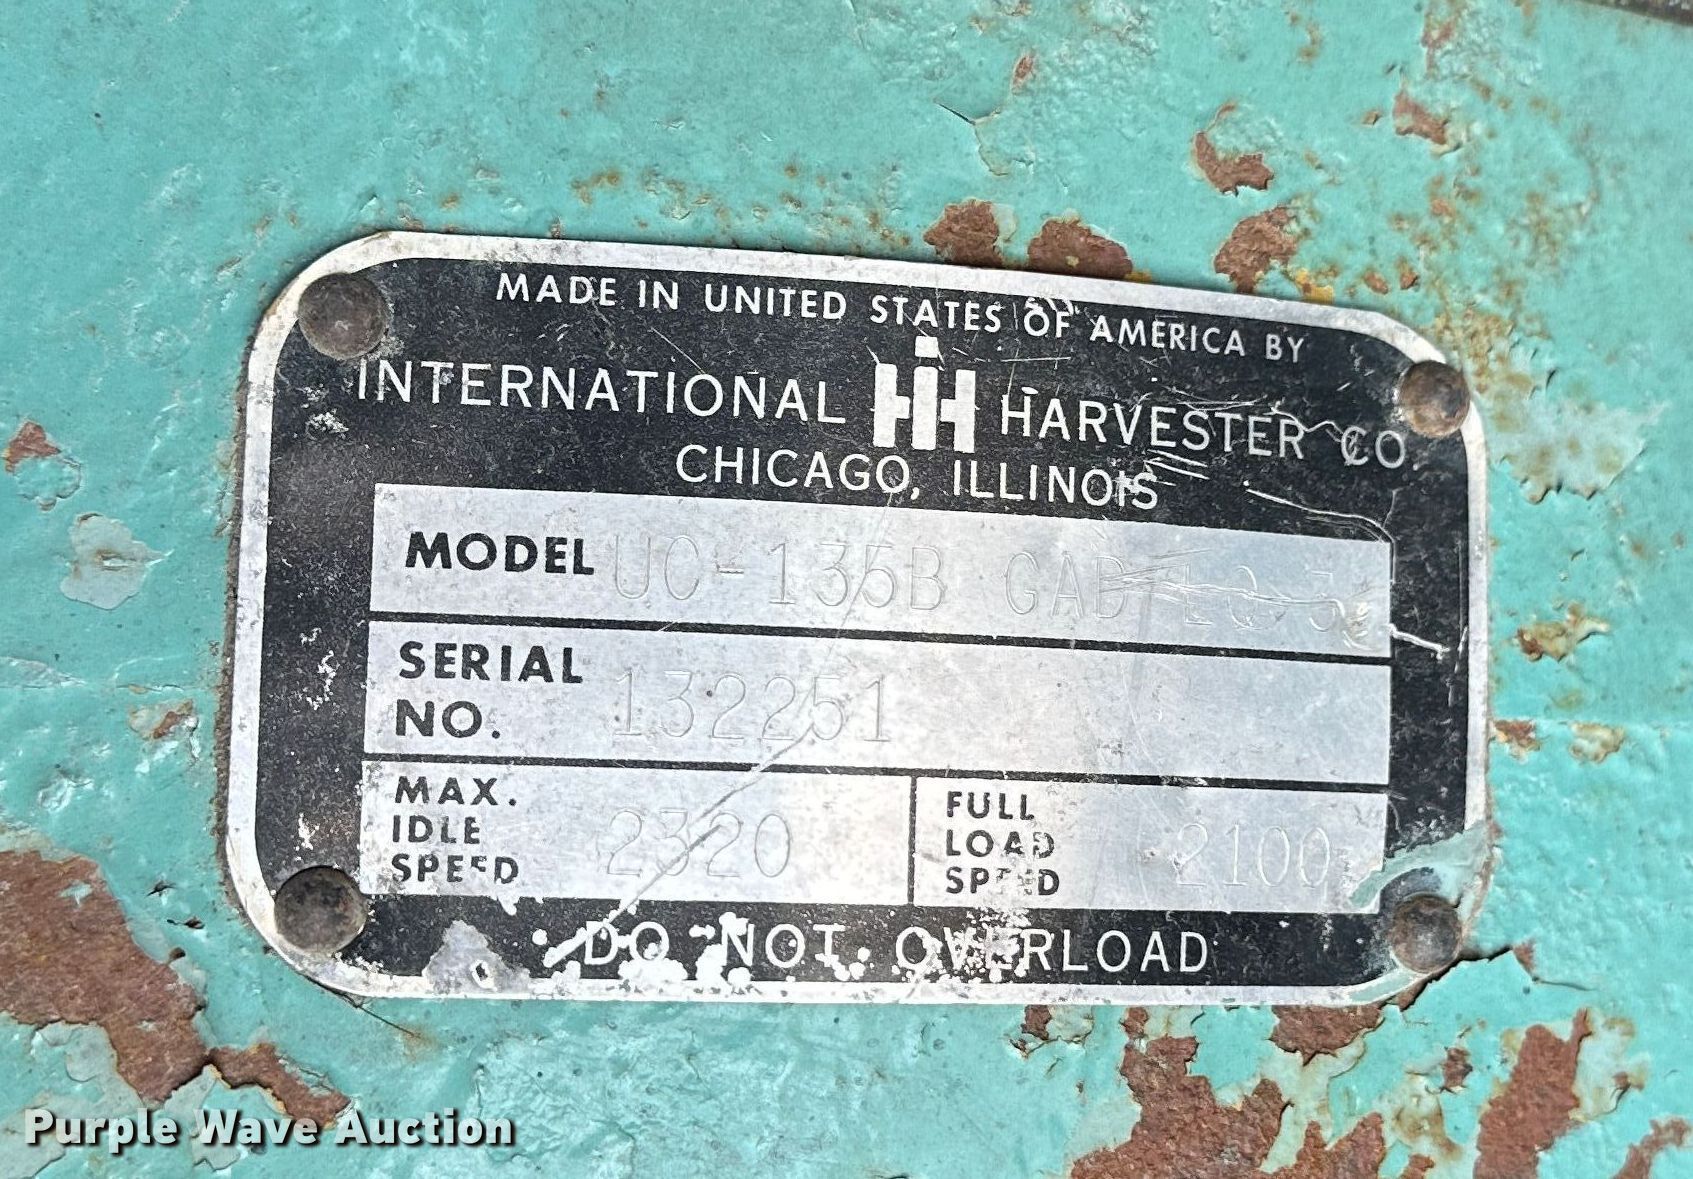 MADE IN UNITED STATES OF AMERICA BY
INTERNATIONAL IH HARVESTER CO.
CHICAGO, ILLINOIS
MODEL UC-135B
SERIAL NO. 132251
MAX. IDLE SPEED 2320
FULL LOAD SPEED 2100
DO NOT OVERLOAD
Purple Wave Auction